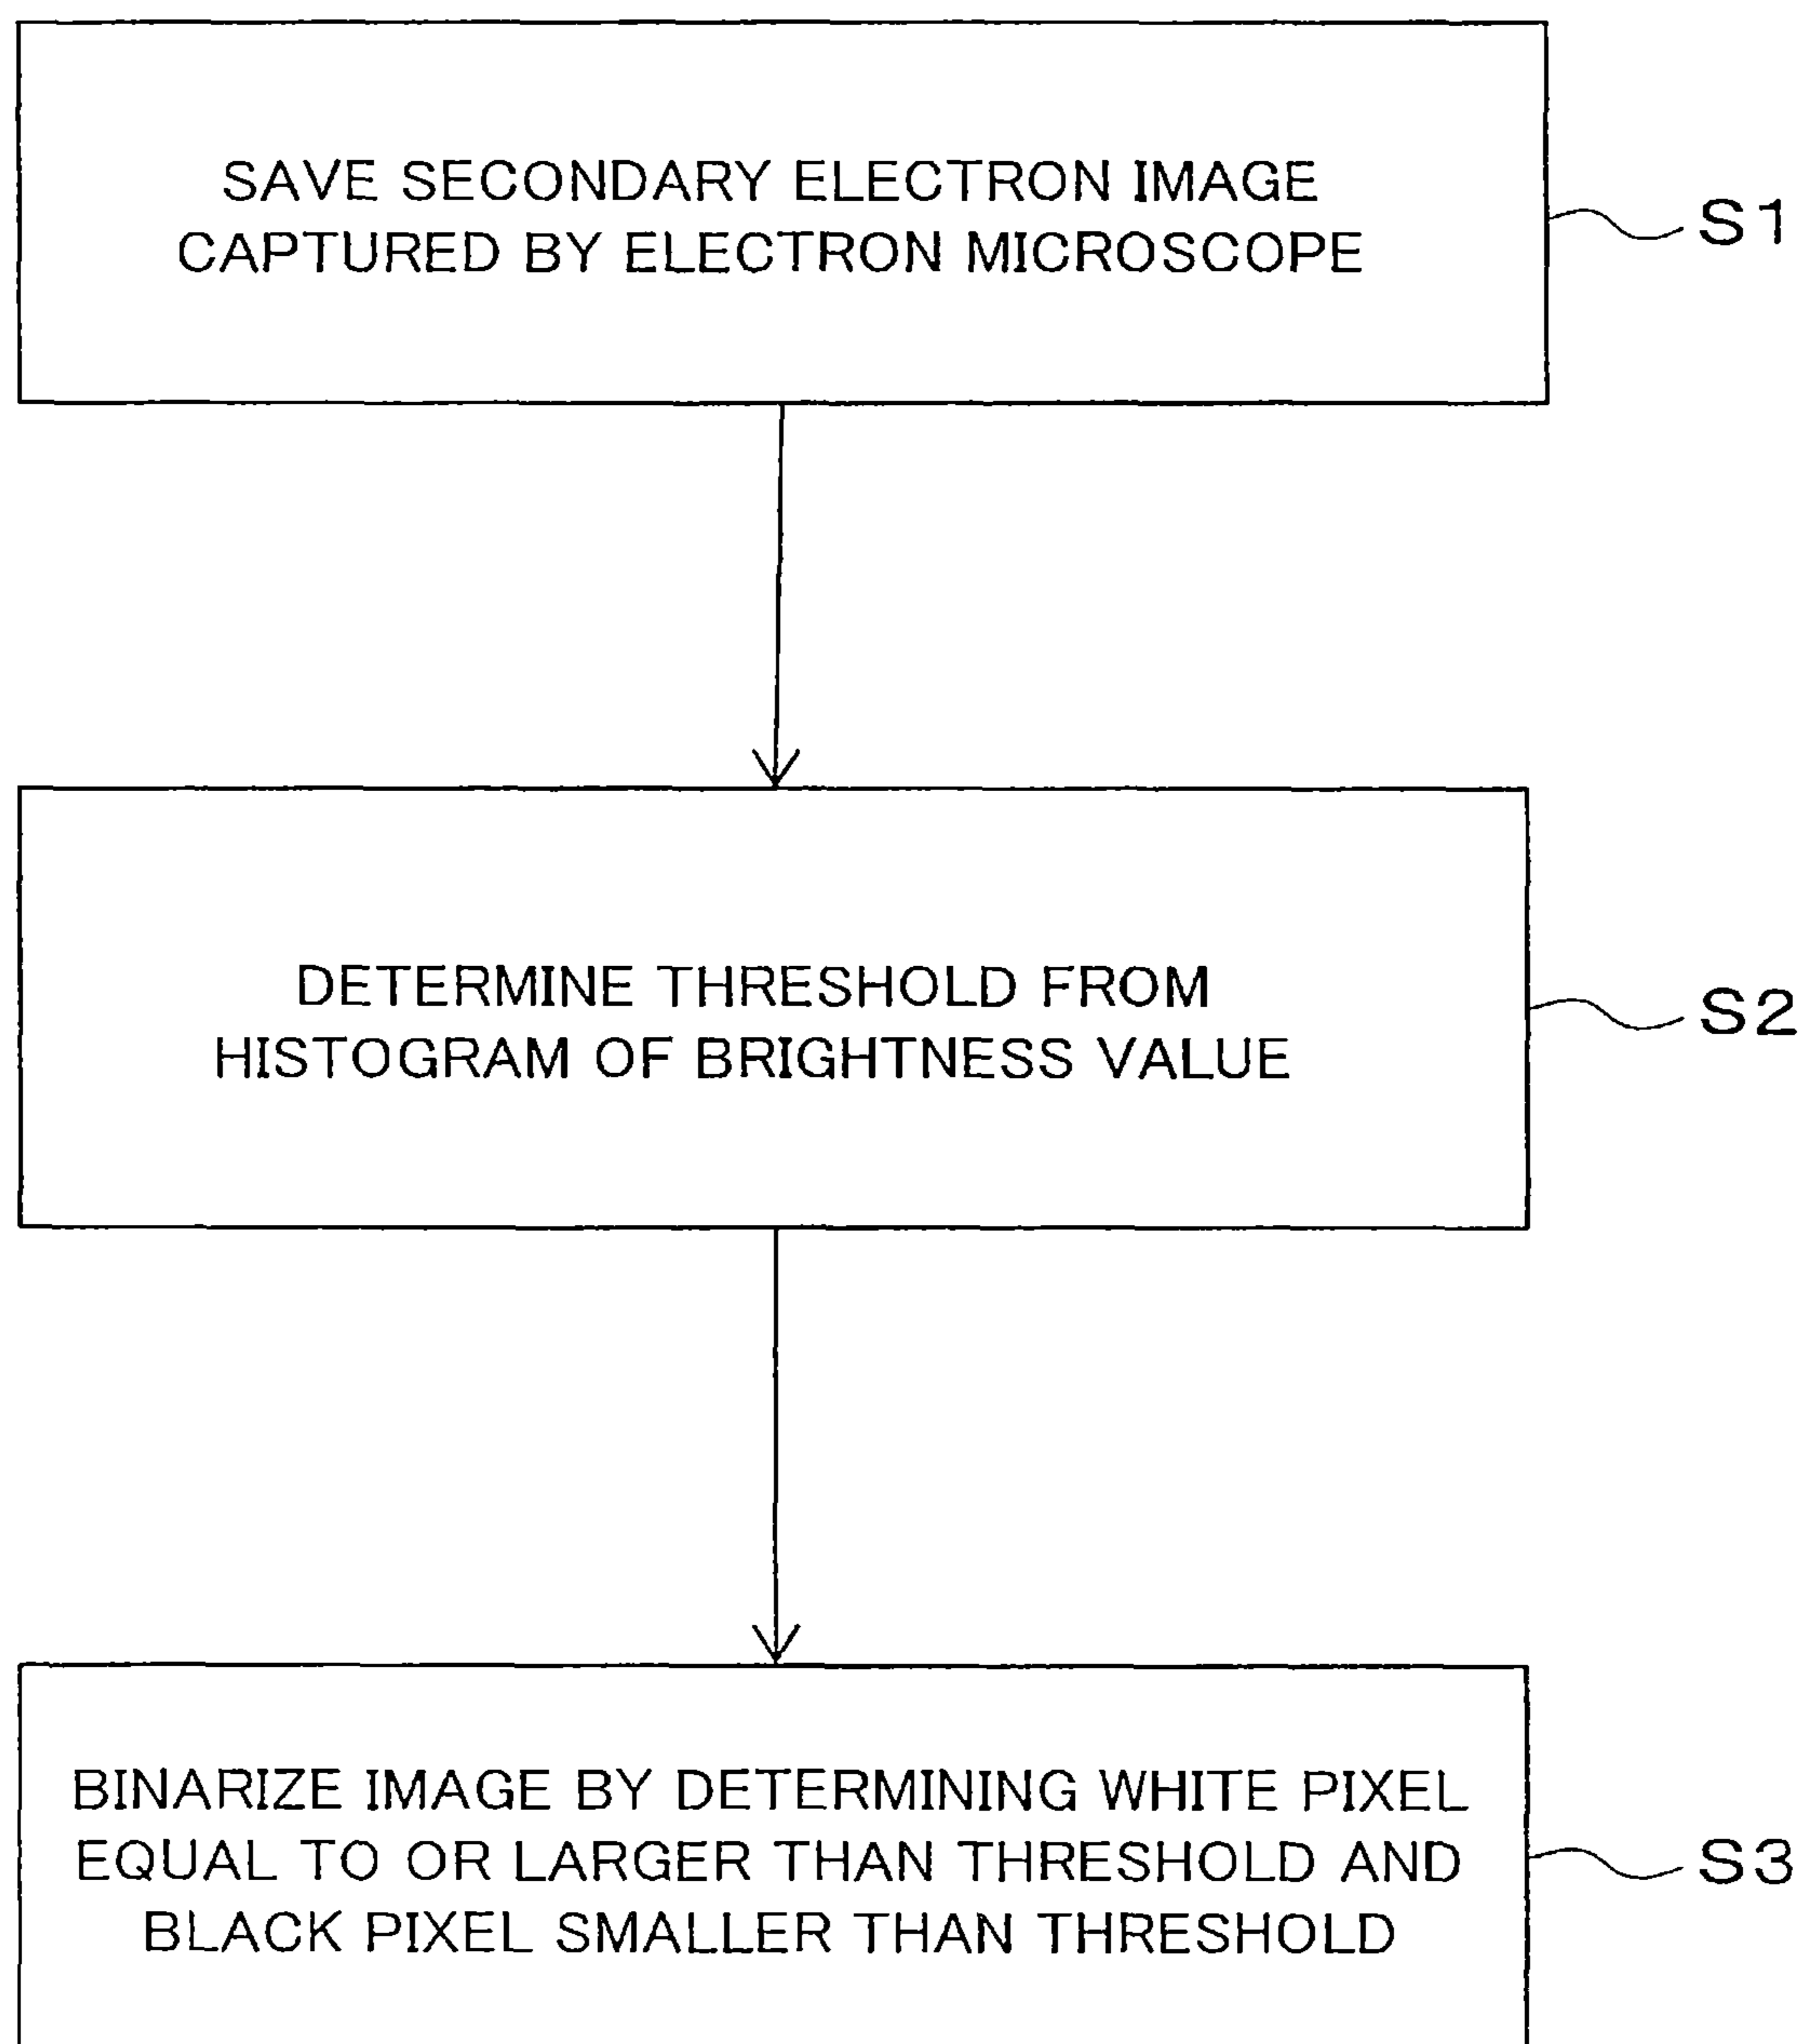 SAVE SECONDARY ELECTRON IMAGE
CAPTURED BY ELECTRON MICROSCOPE
S1
DETERMINE THRESHOLD FROM
HISTOGRAM OF BRIGHTNESS VALUE
S2
BINARIZE IMAGE BY DETERMINING WHITE PIXEL
EQUAL TO OR LARGER THAN THRESHOLD AND
BLACK PIXEL SMALLER THAN THRESHOLD
S3